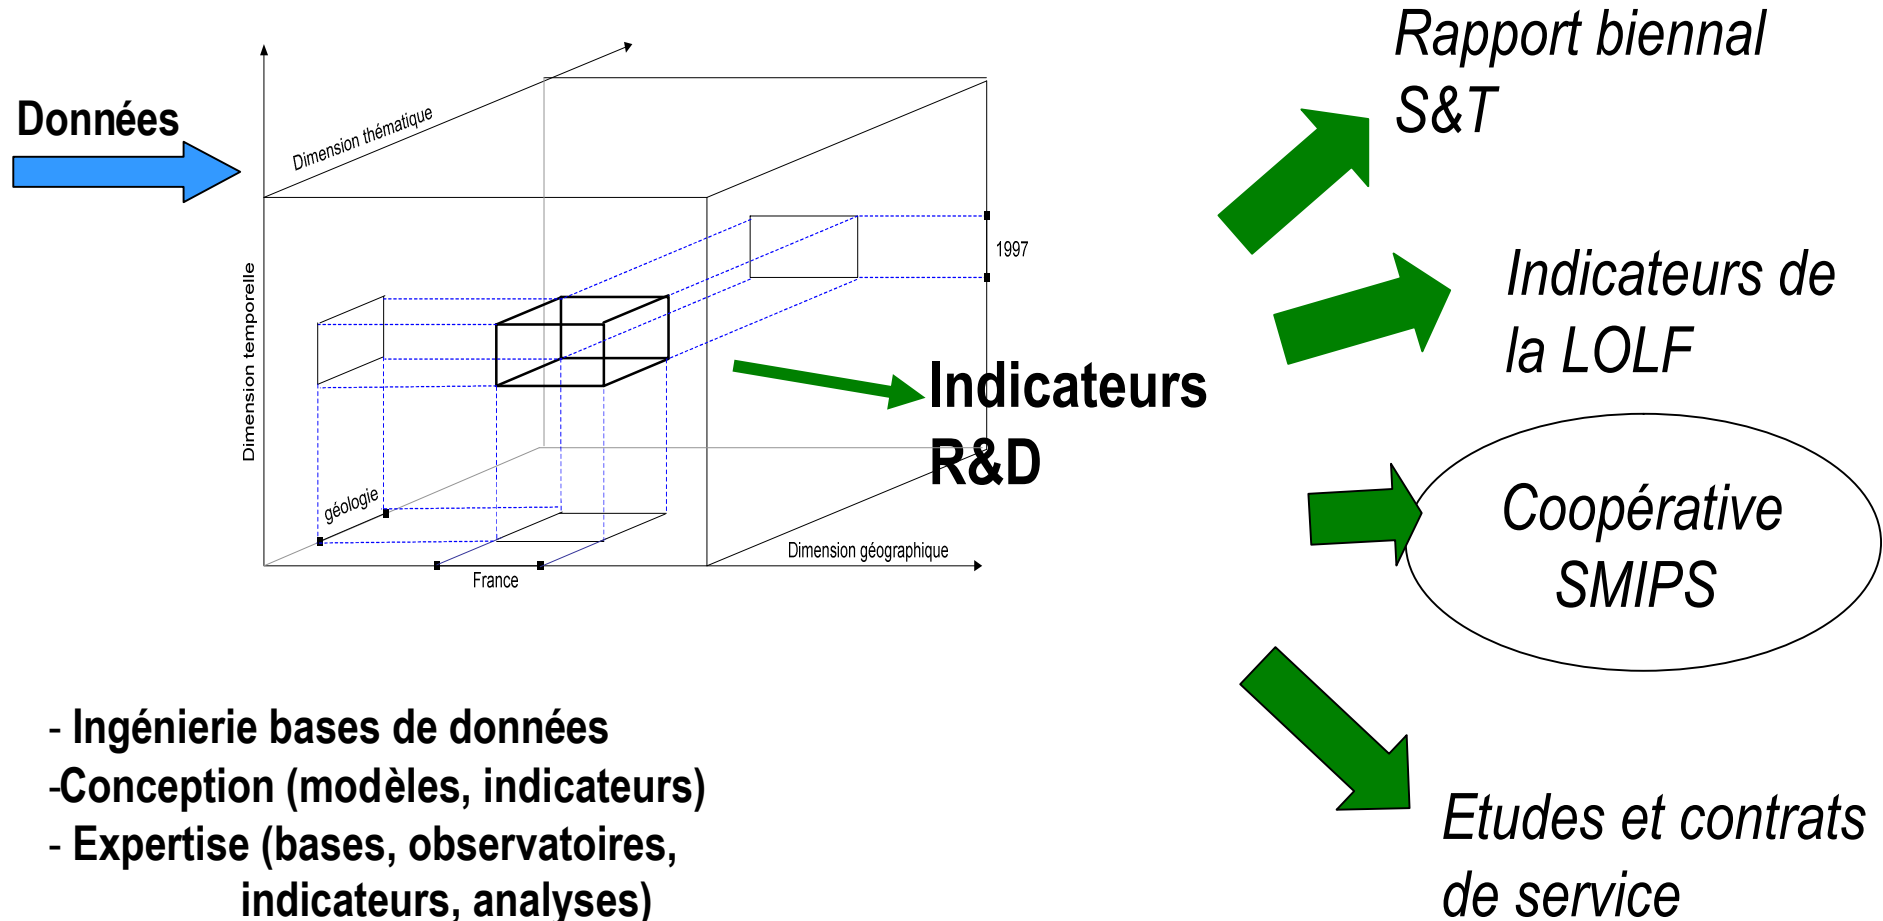 Données
Dimension thématique
Dimension temporelle
1997
géologie
France
Dimension géographique
Indicateurs
R&D
Rapport biennal
S&T
Indicateurs de
la LOLF
Coopérative
SMIPS
Etudes et contrats
de service
- Ingénierie bases de données
-Conception (modèles, indicateurs)
- Expertise (bases, observatoires,
indicateurs, analyses)